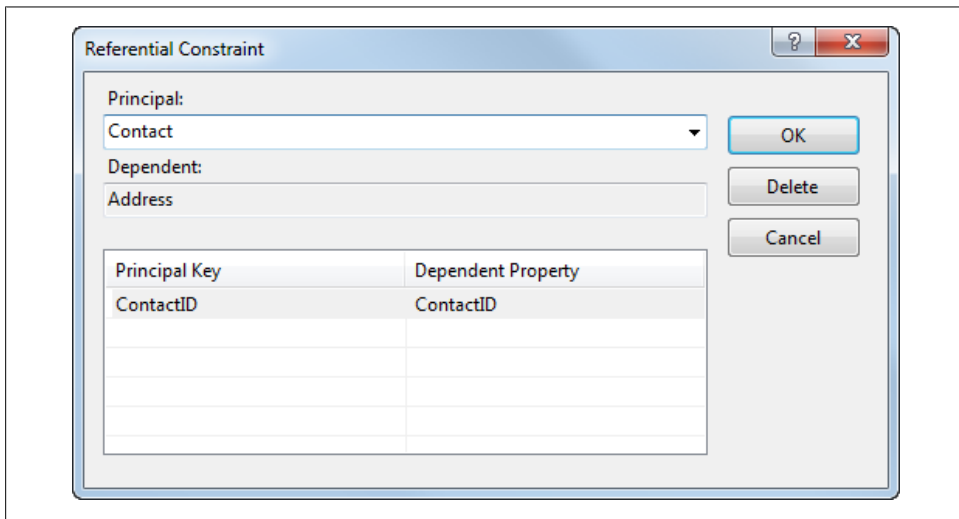 Referential Constraint
Principal:
Contact
OK
Dependent:
Address
Delete
Cancel
Principal Key Dependent Property
ContactID ContactID